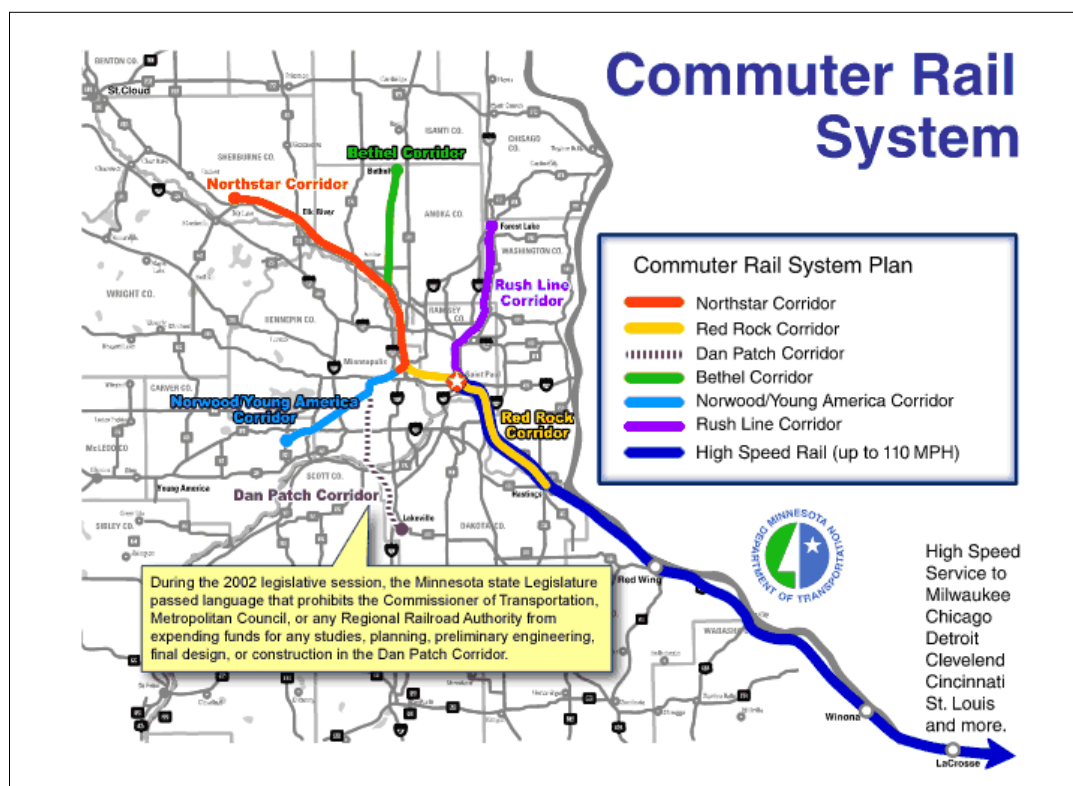 Commuter Rail
System
BENTON CO.
St.Cloud
ISANTI CO.
CHISAGO
CO.
SHERBURNE CO.
Bethel Corridor
Bethel
Northstar Corridor
Elk River
ANOKA CO.
Forest Lake
WASHINGTON
CO.
Rush Line
Corridor
WRIGHT CO.
HENNEPIN CO.
RAMSEY
CO.
Minneapolis
Saint Paul
CARVER CO.
Norwood/Young America
Corridor
Red Rock
Corridor
McLEOD CO.
SCOTT CO.
Young America
Dan Patch Corridor
Hastings
SIBLEY CO.
Lakeville
DAKOTA CO.
Commuter Rail System Plan
Northstar Corridor
Red Rock Corridor
Dan Patch Corridor
Bethel Corridor
Norwood/Young America Corridor
Rush Line Corridor
High Speed Rail (up to 110 MPH)
During the 2002 legislative session, the Minnesota state Legislature
passed language that prohibits the Commissioner of Transportation,
Metropolitan Council, or any Regional Railroad Authority from
expending funds for any studies, planning, preliminary engineering,
final design, or construction in the Dan Patch Corridor.
MINNESOTA DEPARTMENT OF TRANSPORTATION
Red Wing
Winona
LaCrosse
High Speed
Service to
Milwaukee
Chicago
Detroit
Clevelend
Cincinnati
St. Louis
and more.